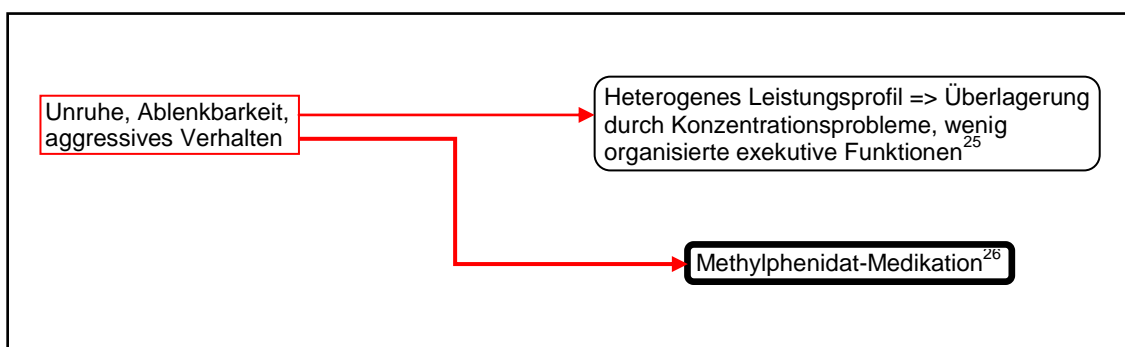 Unruhe, Ablenkbarkeit,
aggressives Verhalten
Heterogenes Leistungsprofil => Überlagerung
durch Konzentrationsprobleme, wenig
organisierte exekutive Funktionen25
Methylphenidat-Medikation26